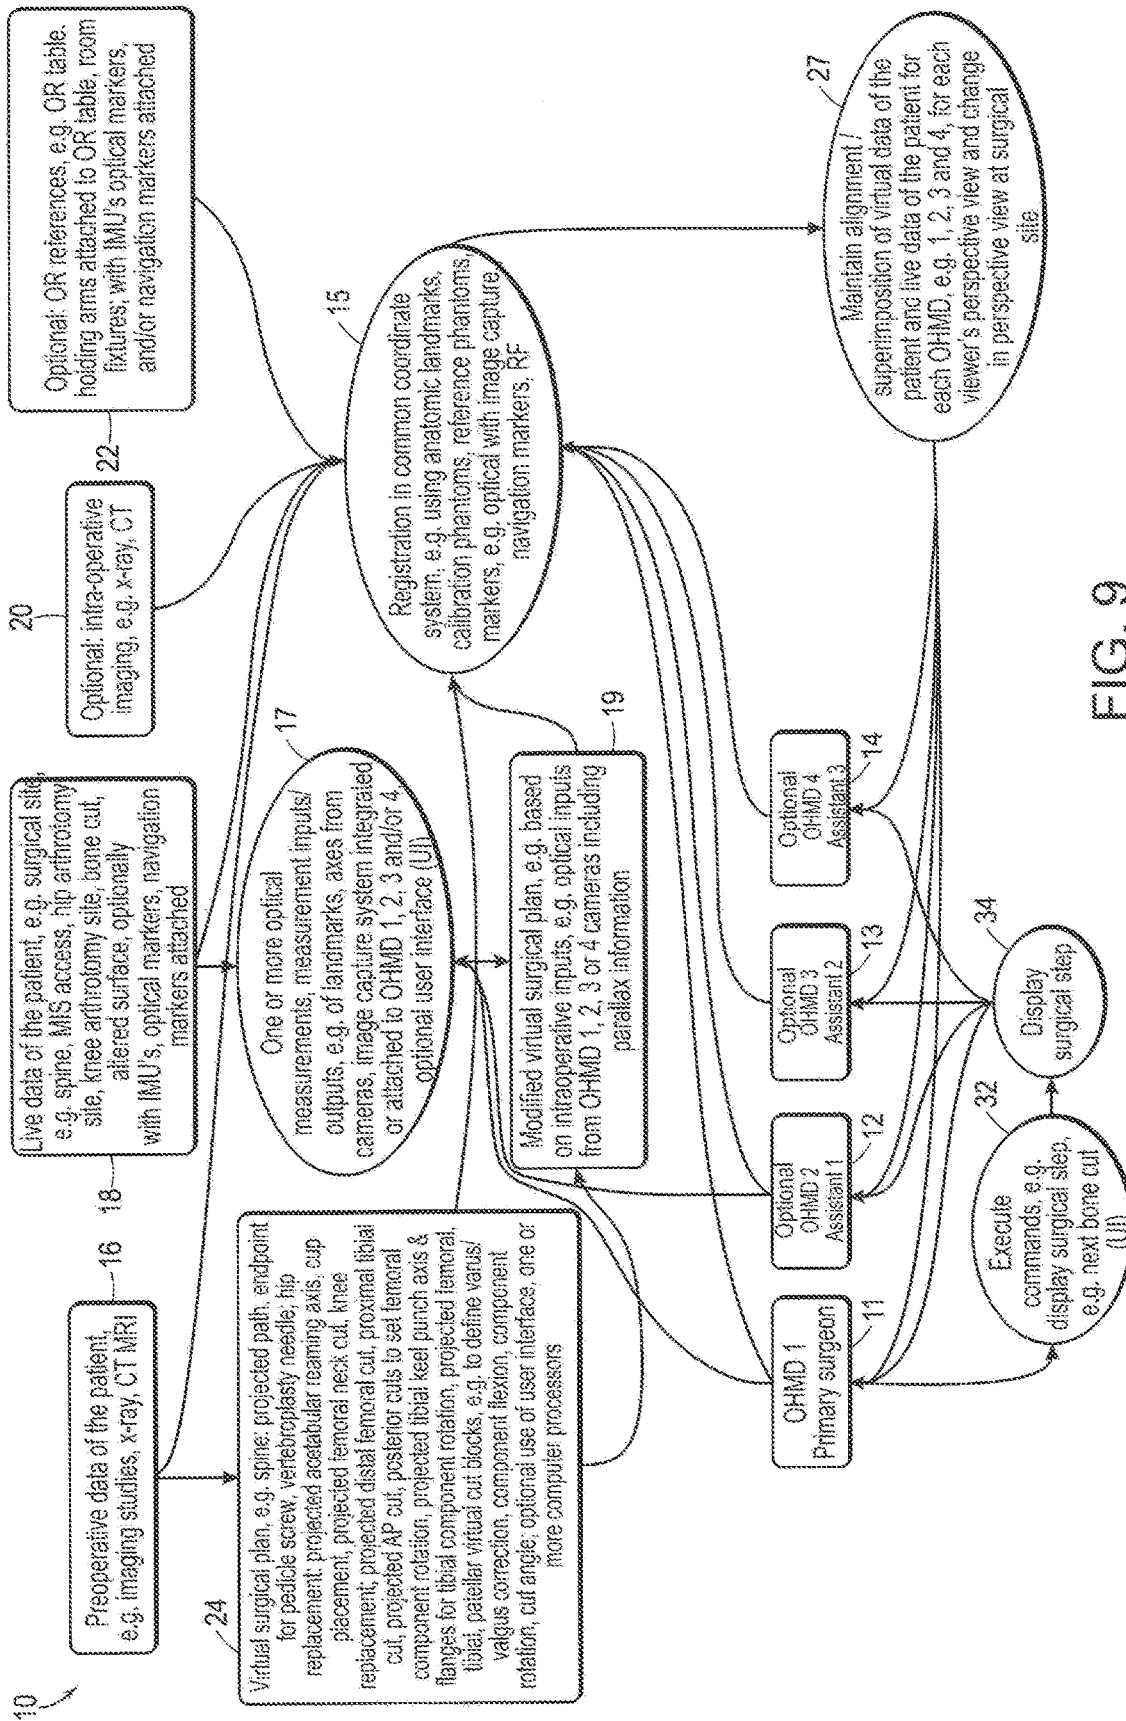 10
16
Preoperative data of the patient,
e.g. imaging studies, x-ray, CT MRI
18
Live data of the patient, e.g. surgical site,
e.g. spine, MIS access, hip arthrotomy
site, knee arthrotomy site, bone cut,
altered surface, optionally
with IMU's, optical markers, navigation
markers attached
20
Optional: intra-operative
imaging, e.g. x-ray, CT
22
Optional: OR references, e.g. OR table,
holding arms attached to OR table, room
fixtures; with IMU's optical markers,
and/or navigation markers attached
24
Virtual surgical plan, e.g. spine: projected path, endpoint
for pedicle screw, vertebroplasty needle; hip
replacement: projected acetabular reaming axis, cup
placement, projected femoral neck cut, knee
replacement; projected distal femoral cut, proximal tibial
cut, projected AP cut, posterior cuts to set femoral
component rotation, projected tibial keel punch axis &
flanges for tibial component rotation, projected femoral,
tibial, patellar virtual cut blocks, e.g. to define varus/
valgus correction, component flexion, component
rotation, cut angle; optional use of user interface, one or
more computer processors
17
One or more optical
measurements, measurement inputs/
outputs, e.g. of landmarks, axes from
cameras, image capture system integrated
or attached to OHMD 1, 2, 3 and/or 4,
optional user interface (UI)
15
Registration in common coordinate
system, e.g. using anatomic landmarks,
calibration phantoms, reference phantoms,
markers, e.g. optical with image capture,
navigation markers, RF
19
Modified virtual surgical plan, e.g. based
on intraoperative inputs, e.g. optical inputs
from OHMD 1, 2, 3 or 4 cameras including
parallax information
OHMD 1
Primary surgeon
11
Optional
OHMD 2
Assistant 1
12
Optional
OHMD 3
Assistant 2
13
Optional
OHMD 4
Assistant 3
14
27
Maintain alignment /
superimposition of virtual data of the
patient and live data of the patient for
each OHMD, e.g. 1, 2, 3 and 4, for each
viewer's perspective view and change
in perspective view at surgical
site
32
Execute
commands, e.g.
display surgical step,
e.g. next bone cut
(UI)
34
Display
surgical step
FIG. 9